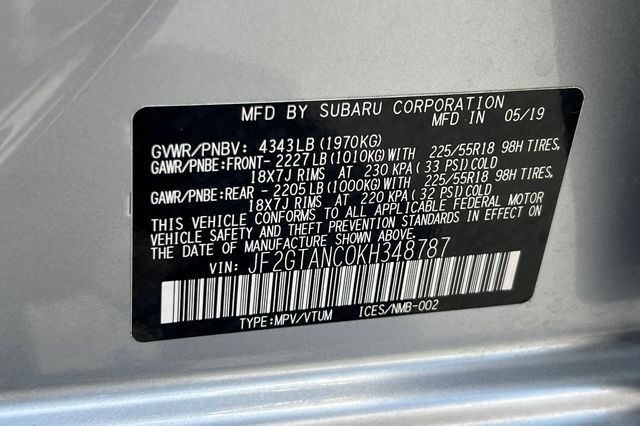 MFD BY SUBARU CORPORATION
MFD IN 05/19
GVWR/PNBV: 4343LB (1970KG)
GAWR/PNBE:FRONT- 2227LB (1010KG)WITH 225/55R18 98H TIRES,
18X7J RIMS AT 230 KPA (33 PSI)COLD
GAWR/PNBE:REAR - 2205LB (1000KG)WITH 225/55R18 98H TIRES,
18X7J RIMS AT 220 KPA (32 PSI)COLD
THIS VEHICLE CONFORMS TO ALL APPLICABLE FEDERAL MOTOR
VEHICLE SAFETY AND THEFT PREVENTION STANDARDS IN EFFECT ON
THE DATE OF MANUFACTURE SHOWN ABOVE.
VIN: JF2GTANC0KH348787
TYPE:MPV/VTUM ICES/NMB-002